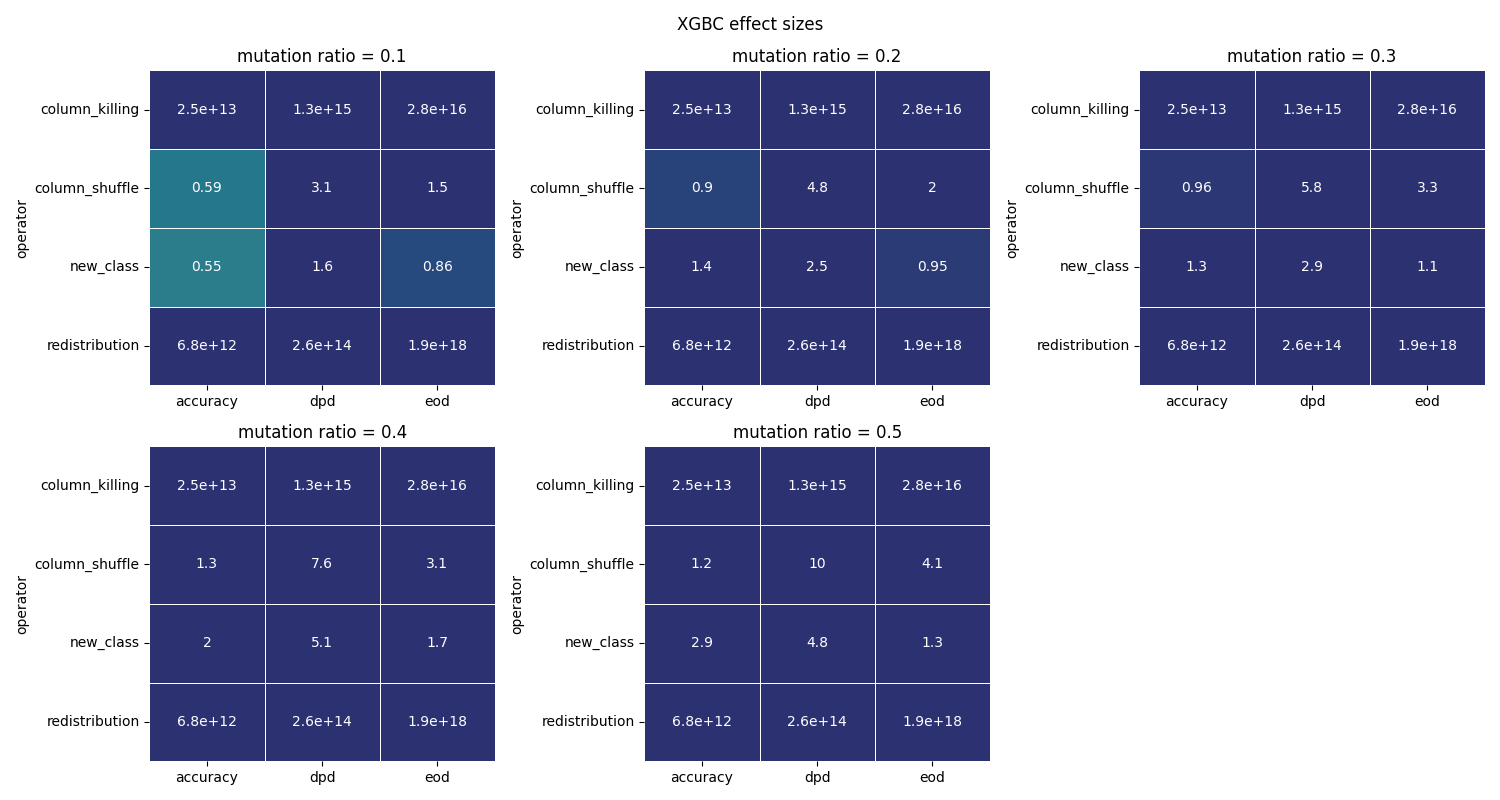 XGBC effect sizes
mutation ratio = 0.1
operator
column_killing 2.5e+13 1.3e+15 2.8e+16
column_shuffle 0.59 3.1 1.5
new_class 0.55 1.6 0.86
redistribution 6.8e+12 2.6e+14 1.9e+18
accuracy dpd eod
mutation ratio = 0.2
operator
column_killing 2.5e+13 1.3e+15 2.8e+16
column_shuffle 0.9 4.8 2
new_class 1.4 2.5 0.95
redistribution 6.8e+12 2.6e+14 1.9e+18
accuracy dpd eod
mutation ratio = 0.3
operator
column_killing 2.5e+13 1.3e+15 2.8e+16
column_shuffle 0.96 5.8 3.3
new_class 1.3 2.9 1.1
redistribution 6.8e+12 2.6e+14 1.9e+18
accuracy dpd eod
mutation ratio = 0.4
operator
column_killing 2.5e+13 1.3e+15 2.8e+16
column_shuffle 1.3 7.6 3.1
new_class 2 5.1 1.7
redistribution 6.8e+12 2.6e+14 1.9e+18
accuracy dpd eod
mutation ratio = 0.5
operator
column_killing 2.5e+13 1.3e+15 2.8e+16
column_shuffle 1.2 10 4.1
new_class 2.9 4.8 1.3
redistribution 6.8e+12 2.6e+14 1.9e+18
accuracy dpd eod